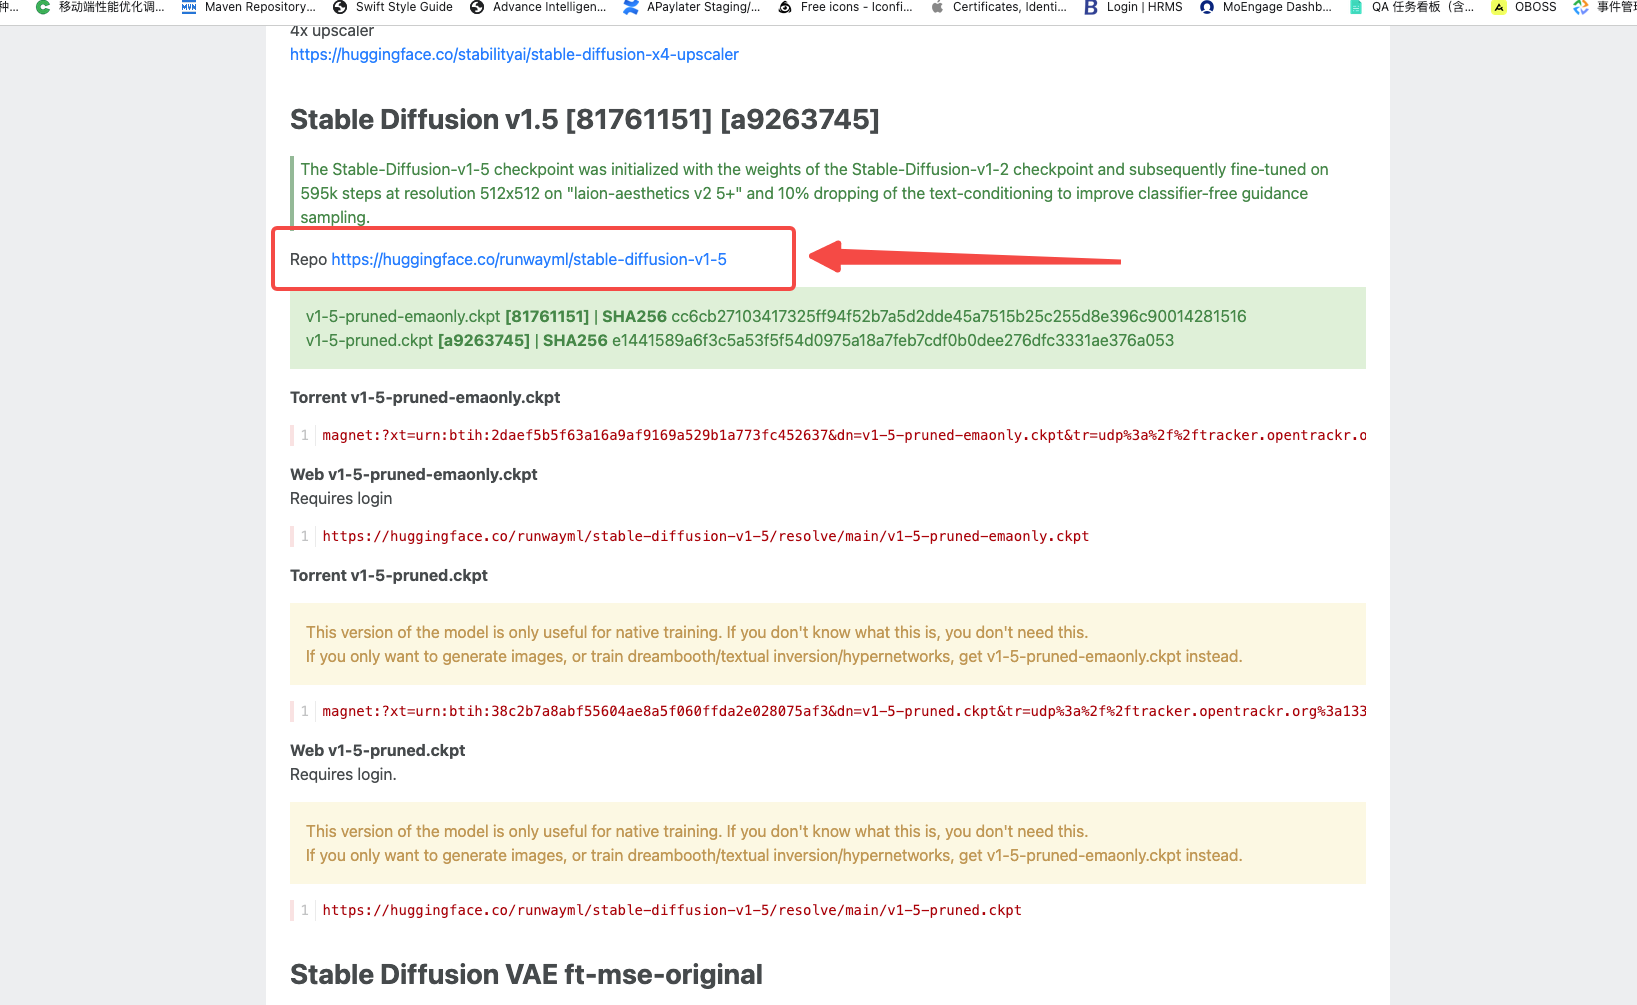 种... 移动端性能优化调... Maven Repository... Swift Style Guide Advance Intelligen... APaylater Staging/... Free icons - Iconfi... Certificates, Identi... Login | HRMS MoEngage Dashb... QA 任务看板（含... OBOSS 事件管理
4x upscaler
https://huggingface.co/stabilityai/stable-diffusion-x4-upscaler
Stable Diffusion v1.5 [81761151] [a9263745]
The Stable-Diffusion-v1-5 checkpoint was initialized with the weights of the Stable-Diffusion-v1-2 checkpoint and subsequently fine-tuned on
595k steps at resolution 512x512 on "laion-aesthetics v2 5+" and 10% dropping of the text-conditioning to improve classifier-free guidance
sampling.
Repo https://huggingface.co/runwayml/stable-diffusion-v1-5
v1-5-pruned-emaonly.ckpt [81761151] | SHA256 cc6cb27103417325ff94f52b7a5d2dde45a7515b25c255d8e396c90014281516
v1-5-pruned.ckpt [a9263745] | SHA256 e1441589a6f3c5a53f5f54d0975a18a7feb7cdf0b0dee276dfc3331ae376a053
Torrent v1-5-pruned-emaonly.ckpt
1 magnet:?xt=urn:btih:2daef5b5f63a16a9af9169a529b1a773fc452637&dn=v1-5-pruned-emaonly.ckpt&tr=udp%3a%2f%2ftracker.opentrackr.o
Web v1-5-pruned-emaonly.ckpt
Requires login
1 https://huggingface.co/runwayml/stable-diffusion-v1-5/resolve/main/v1-5-pruned-emaonly.ckpt
Torrent v1-5-pruned.ckpt
This version of the model is only useful for native training. If you don't know what this is, you don't need this.
If you only want to generate images, or train dreambooth/textual inversion/hypernetworks, get v1-5-pruned-emaonly.ckpt instead.
1 magnet:?xt=urn:btih:38c2b7a8abf55604ae8a5f060ffda2e028075af3&dn=v1-5-pruned.ckpt&tr=udp%3a%2f%2ftracker.opentrackr.org%3a133
Web v1-5-pruned.ckpt
Requires login.
This version of the model is only useful for native training. If you don't know what this is, you don't need this.
If you only want to generate images, or train dreambooth/textual inversion/hypernetworks, get v1-5-pruned-emaonly.ckpt instead.
1 https://huggingface.co/runwayml/stable-diffusion-v1-5/resolve/main/v1-5-pruned.ckpt
Stable Diffusion VAE ft-mse-original